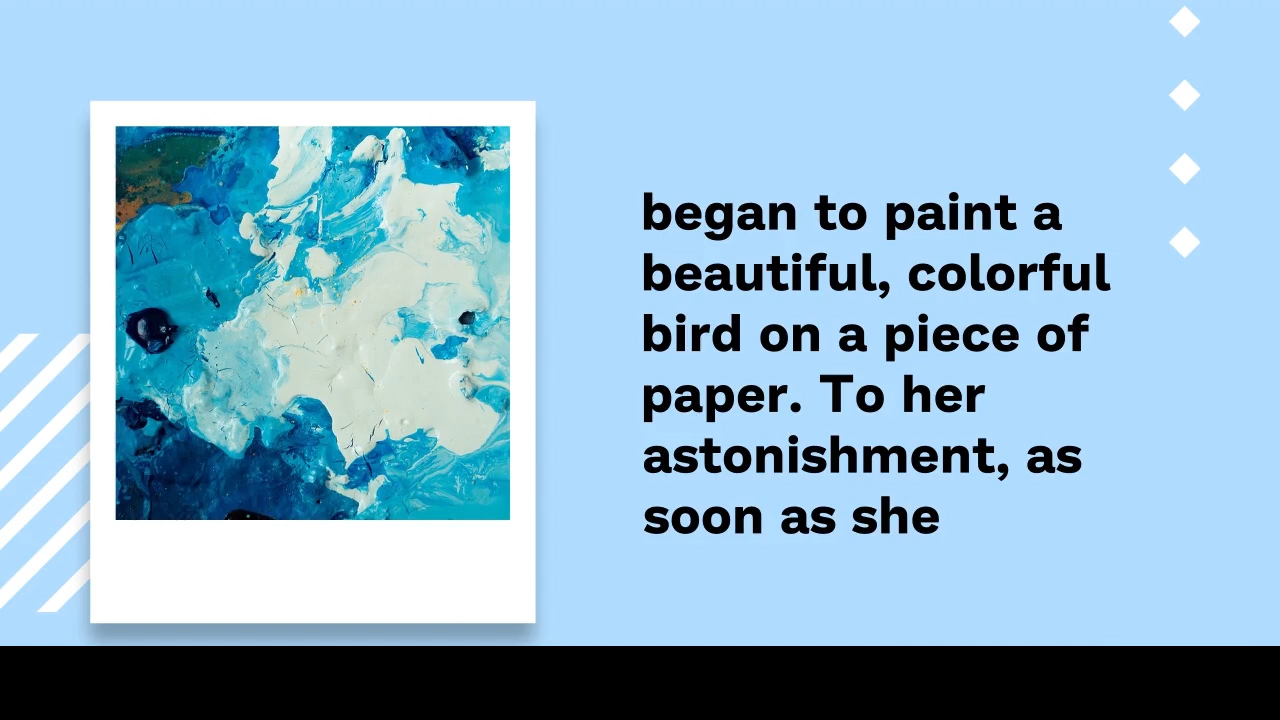 began to paint a
beautiful, colorful
bird on a piece of
paper. To her
astonishment, as
soon as she